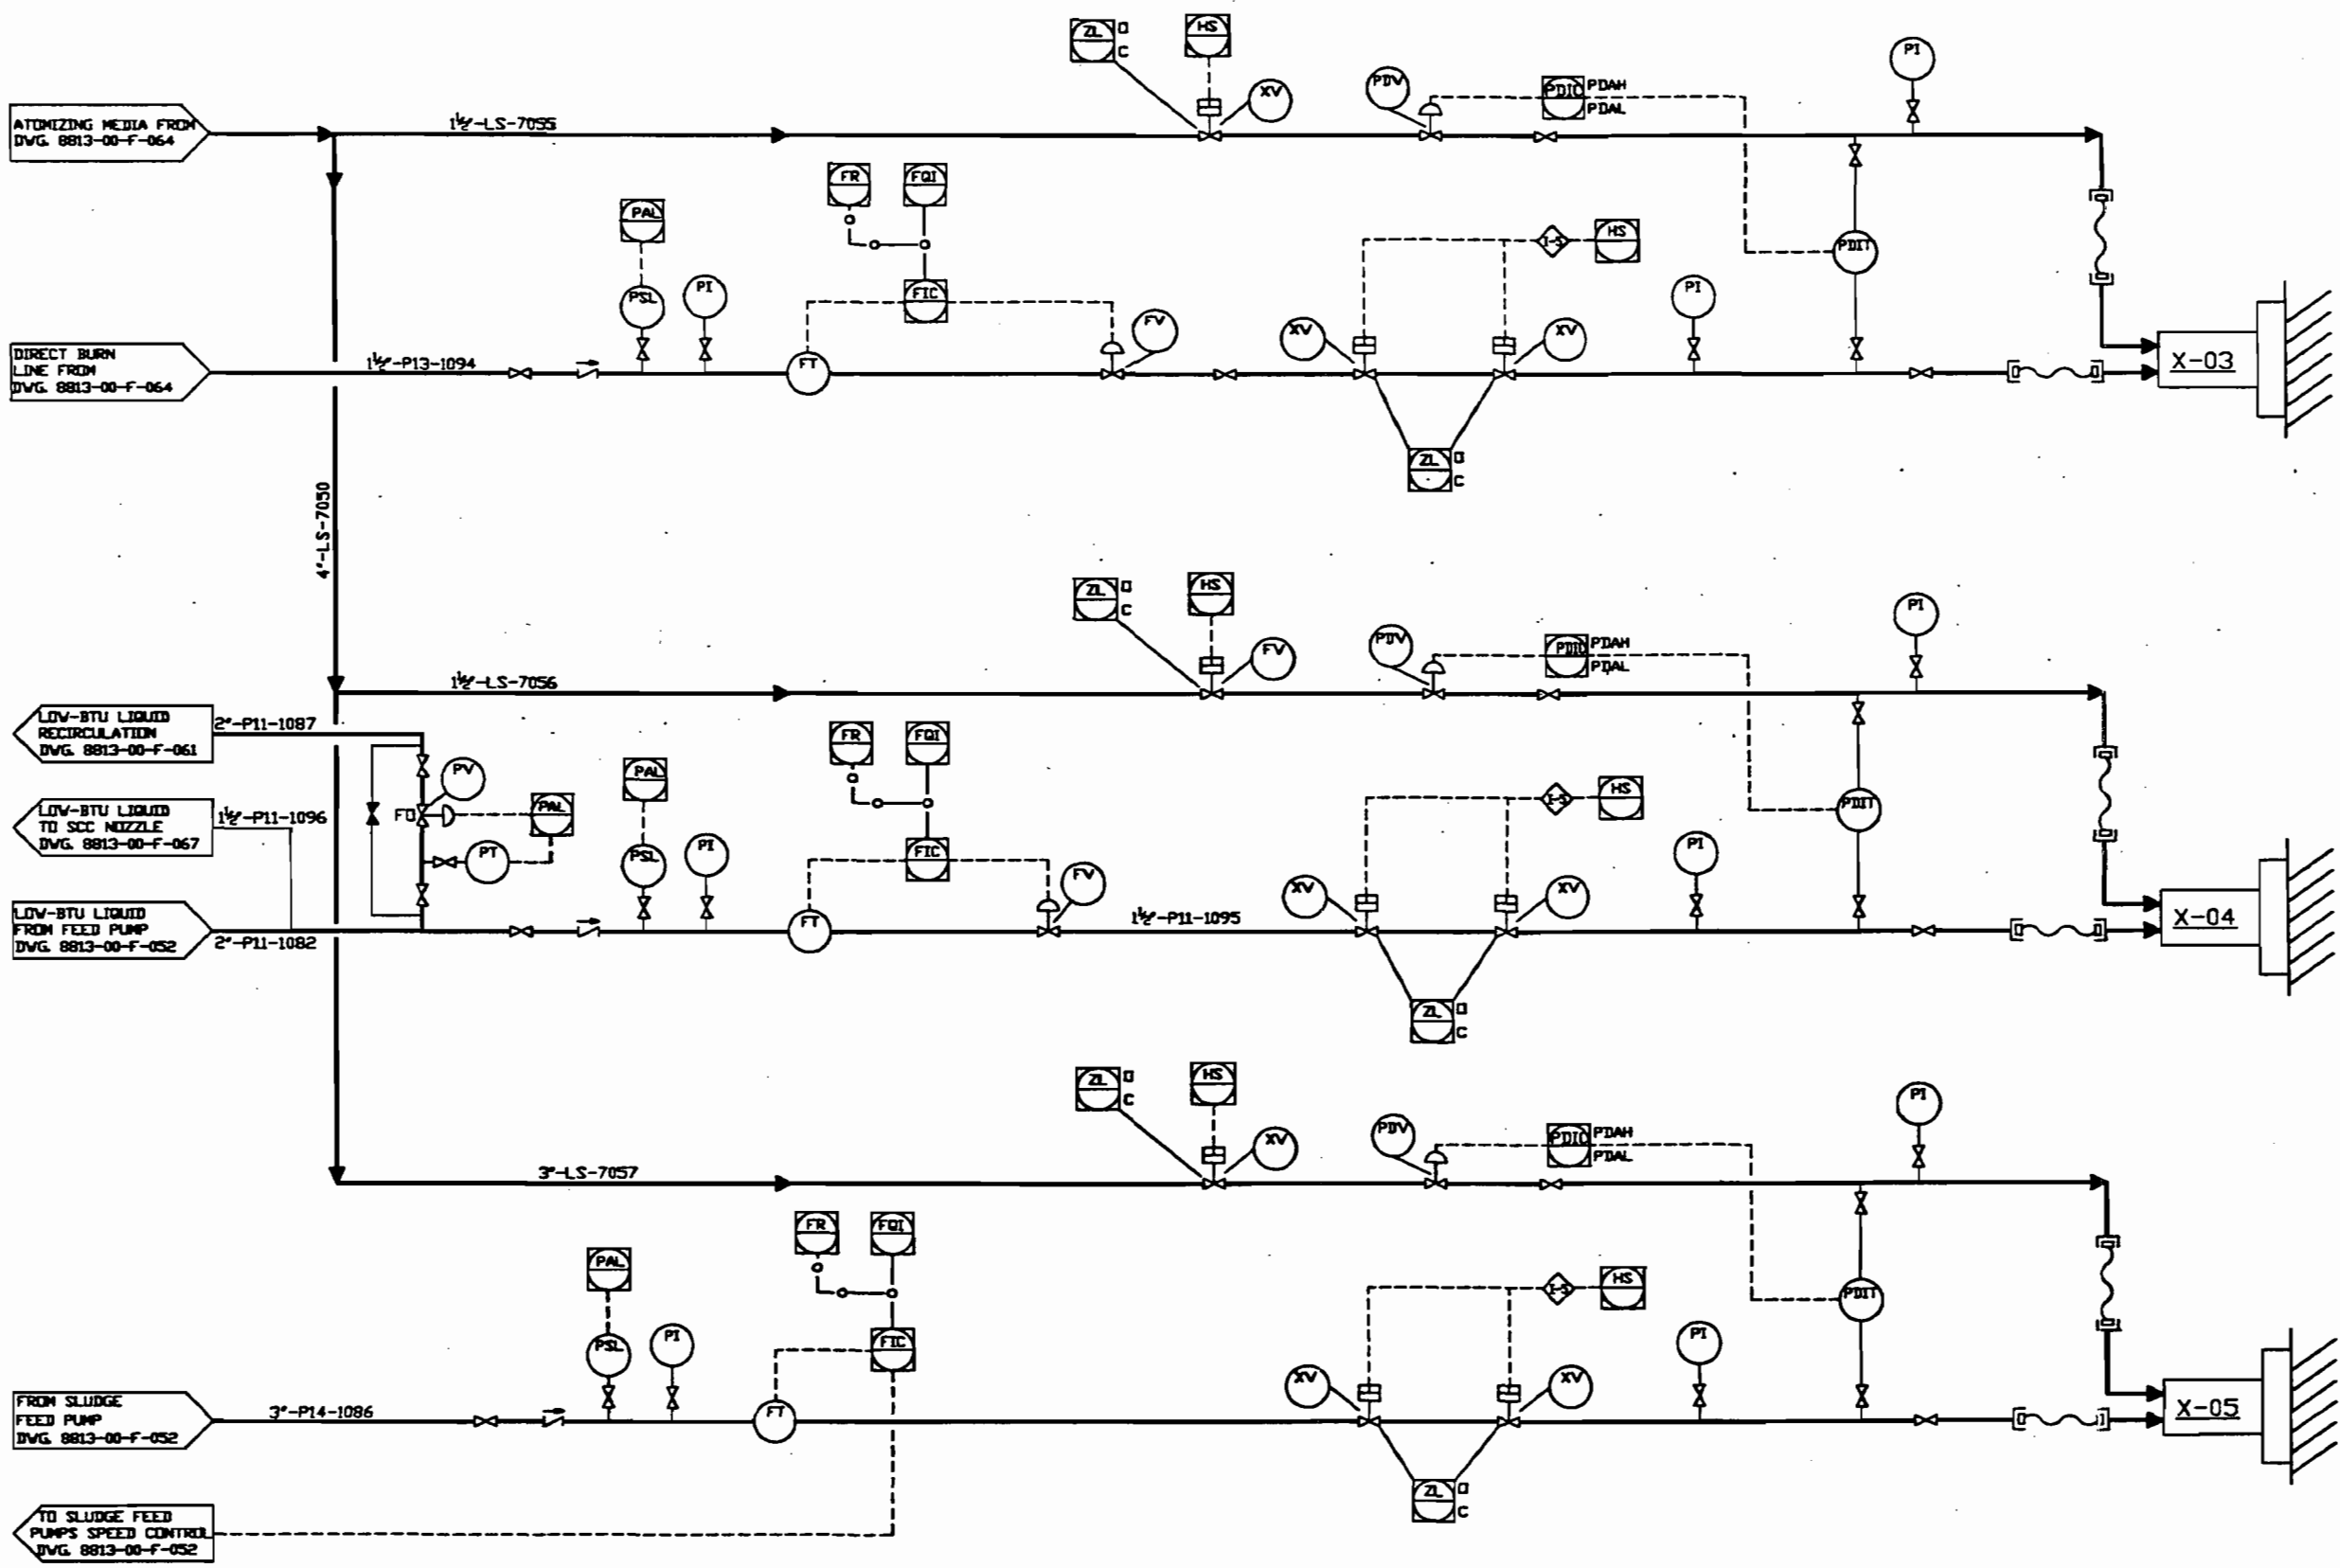 ZL
O
C
HS
XV
PDV
PDIC
PDAH
PDAL
PI
ATOMIZING MEDIA FROM
DWG. 8813-00-F-064
1½"-LS-7055
FR
FQI
PAL
I-S
HS
PDIT
PSL
PI
FIC
FV
XV
XV
PI
DIRECT BURN
LINE FROM
DWG. 8813-00-F-064
1½"-P13-1094
FT
X-03
ZL
O
C
4"-LS-7050
ZL
O
C
HS
FV
PDV
PDIC
PDAH
PDAL
PI
1½"-LS-7056
LOW-BTU LIQUID
RECIRCULATION
DWG. 8813-00-F-061
2"-P11-1087
FR
FQI
PV
PAL
PAL
I-S
HS
PDIT
LOW-BTU LIQUID
TO SCC NOZZLE
DWG. 8813-00-F-067
1½"-P11-1096
FO
PT
PSL
PI
FIC
FV
XV
XV
PI
LOW-BTU LIQUID
FROM FEED PUMP
DWG. 8813-00-F-052
2"-P11-1082
FT
1½"-P11-1095
X-04
ZL
O
C
ZL
O
C
HS
XV
PDV
PDIC
PDAH
PDAL
PI
3"-LS-7057
FR
FQI
PAL
I-S
HS
PDIT
PSL
PI
FIC
XV
XV
PI
FROM SLUDGE
FEED PUMP
DWG. 8813-00-F-052
3"-P14-1086
FT
X-05
ZL
O
C
TO SLUDGE FEED
PUMPS SPEED CONTROL
DWG. 8813-00-F-052